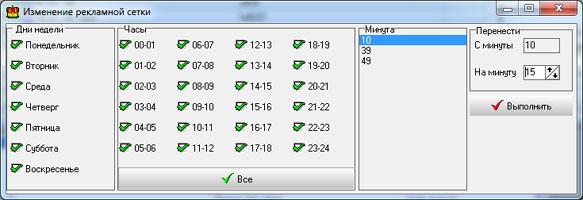 Изменение рекламной сетки
Дни недели
Понедельник
Вторник
Среда
Четверг
Пятница
Суббота
Воскресенье
Часы
00-01 06-07 12-13 18-19
01-02 07-08 13-14 19-20
02-03 08-09 14-15 20-21
03-04 09-10 15-16 21-22
04-05 10-11 16-17 22-23
05-06 11-12 17-18 23-24
Все
Минута
10
39
49
Перенести
С минуты 10
На минуту 15
Выполнить